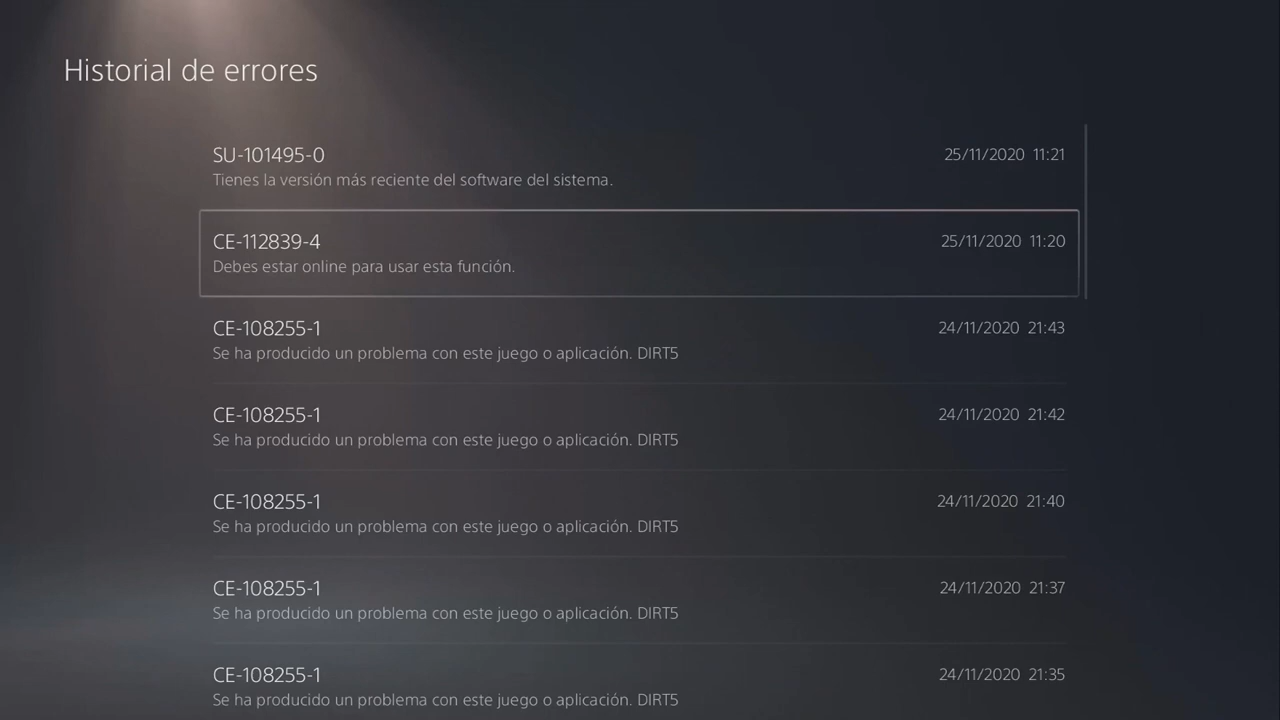 Historial de errores
SU-101495-0 25/11/2020 11:21
Tienes la versión más reciente del software del sistema.
CE-112839-4 25/11/2020 11:20
Debes estar online para usar esta función.
CE-108255-1 24/11/2020 21:43
Se ha producido un problema con este juego o aplicación. DIRT5
CE-108255-1 24/11/2020 21:42
Se ha producido un problema con este juego o aplicación. DIRT5
CE-108255-1 24/11/2020 21:40
Se ha producido un problema con este juego o aplicación. DIRT5
CE-108255-1 24/11/2020 21:37
Se ha producido un problema con este juego o aplicación. DIRT5
CE-108255-1 24/11/2020 21:35
Se ha producido un problema con este juego o aplicación. DIRT5